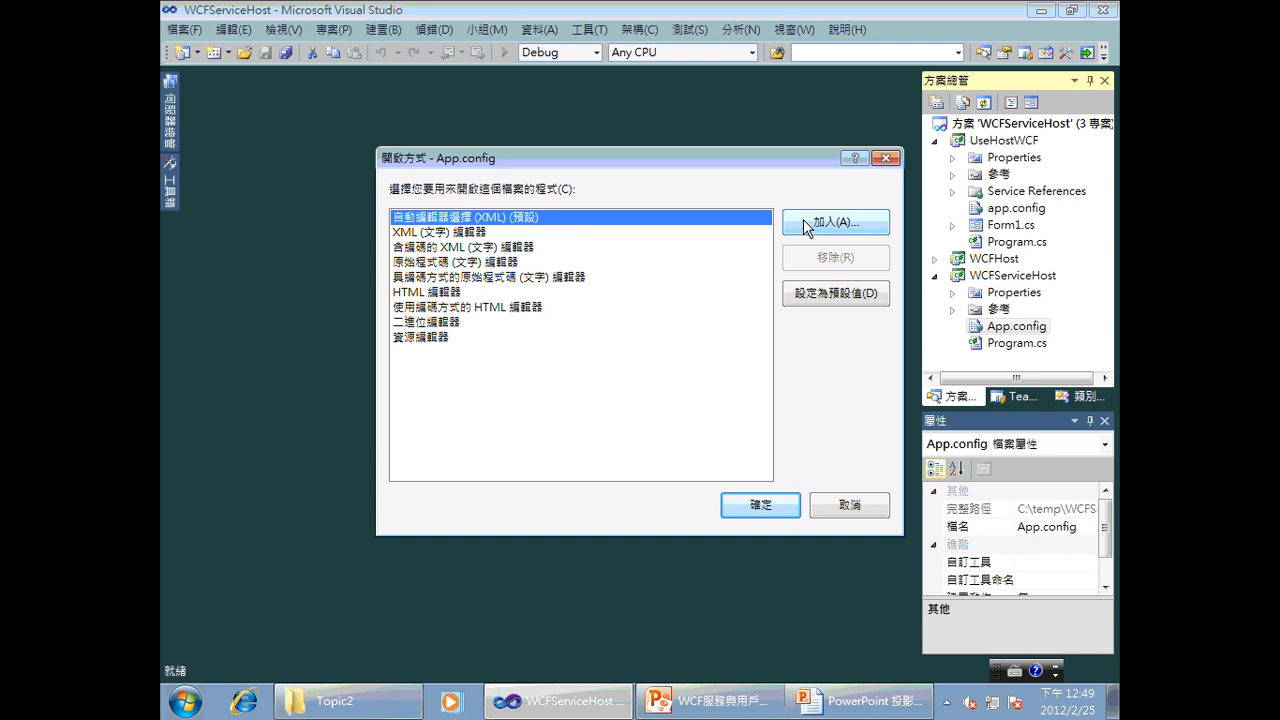 WCFServiceHost - Microsoft Visual Studio
檔案(F) 編輯(E) 檢視(V) 專案(P) 建置(B) 偵錯(D) 小組(M) 資料(A) 工具(T) 架構(C) 測試(S) 分析(N) 視窗(W) 說明(H)
Debug Any CPU
伺服器總管
工具箱
方案總管
方案 'WCFServiceHost' (3 專案)
UseHostWCF
Properties
參考
Service References
app.config
Form1.cs
Program.cs
WCFHost
WCFServiceHost
Properties
參考
App.config
Program.cs
方案... Tea... 類別...
開啟方式 - App.config
選擇您要用來開啟這個檔案的程式(C):
自動編輯器選擇 (XML) (預設)
XML (文字) 編輯器
含編碼的 XML (文字) 編輯器
原始程式碼 (文字) 編輯器
具編碼方式的原始程式碼 (文字) 編輯器
HTML 編輯器
使用編碼方式的 HTML 編輯器
二進位編輯器
資源編輯器
加入(A)...
移除(R)
設定為預設值(D)
確定 取消
屬性
App.config 檔案屬性
其他
完整路徑 C:\temp\WCFS
檔名 App.config
進階
自訂工具
自訂工具命名
其他
就緒
Topic2
WCFServiceHost ...
WCF服務與用戶...
PowerPoint 投影...
下午 12:49
2012/2/25